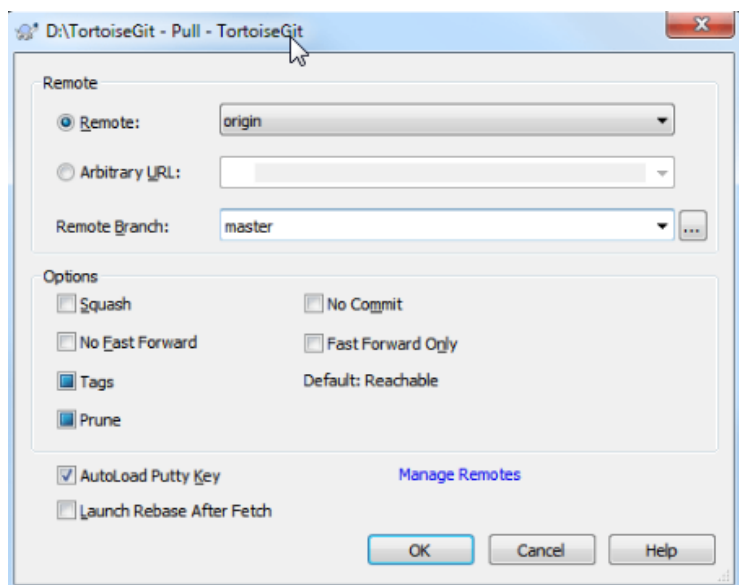 D:\TortoiseGit - Pull - TortoiseGit
Remote
Remote: origin
Arbitrary URL:
Remote Branch: master ...
Options
Squash No Commit
No Fast Forward Fast Forward Only
Tags Default: Reachable
Prune
AutoLoad Putty Key Manage Remotes
Launch Rebase After Fetch
OK Cancel Help